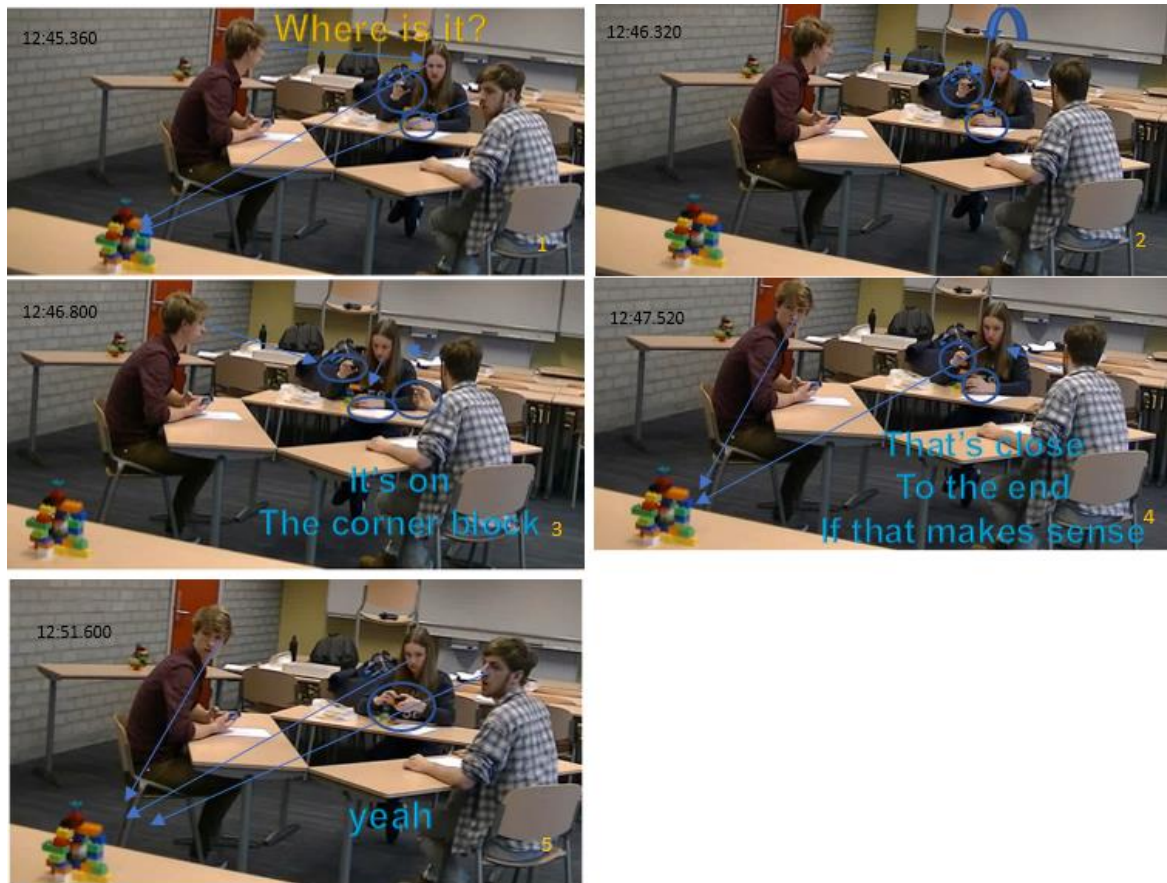 12:45.360
Where is it?
1
12:46.320
2
12:46.800
It's on
The corner block
3
12:47.520
That's close
To the end
If that makes sense
4
12:51.600
yeah
5